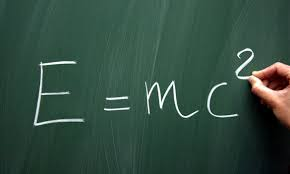 E = mc²